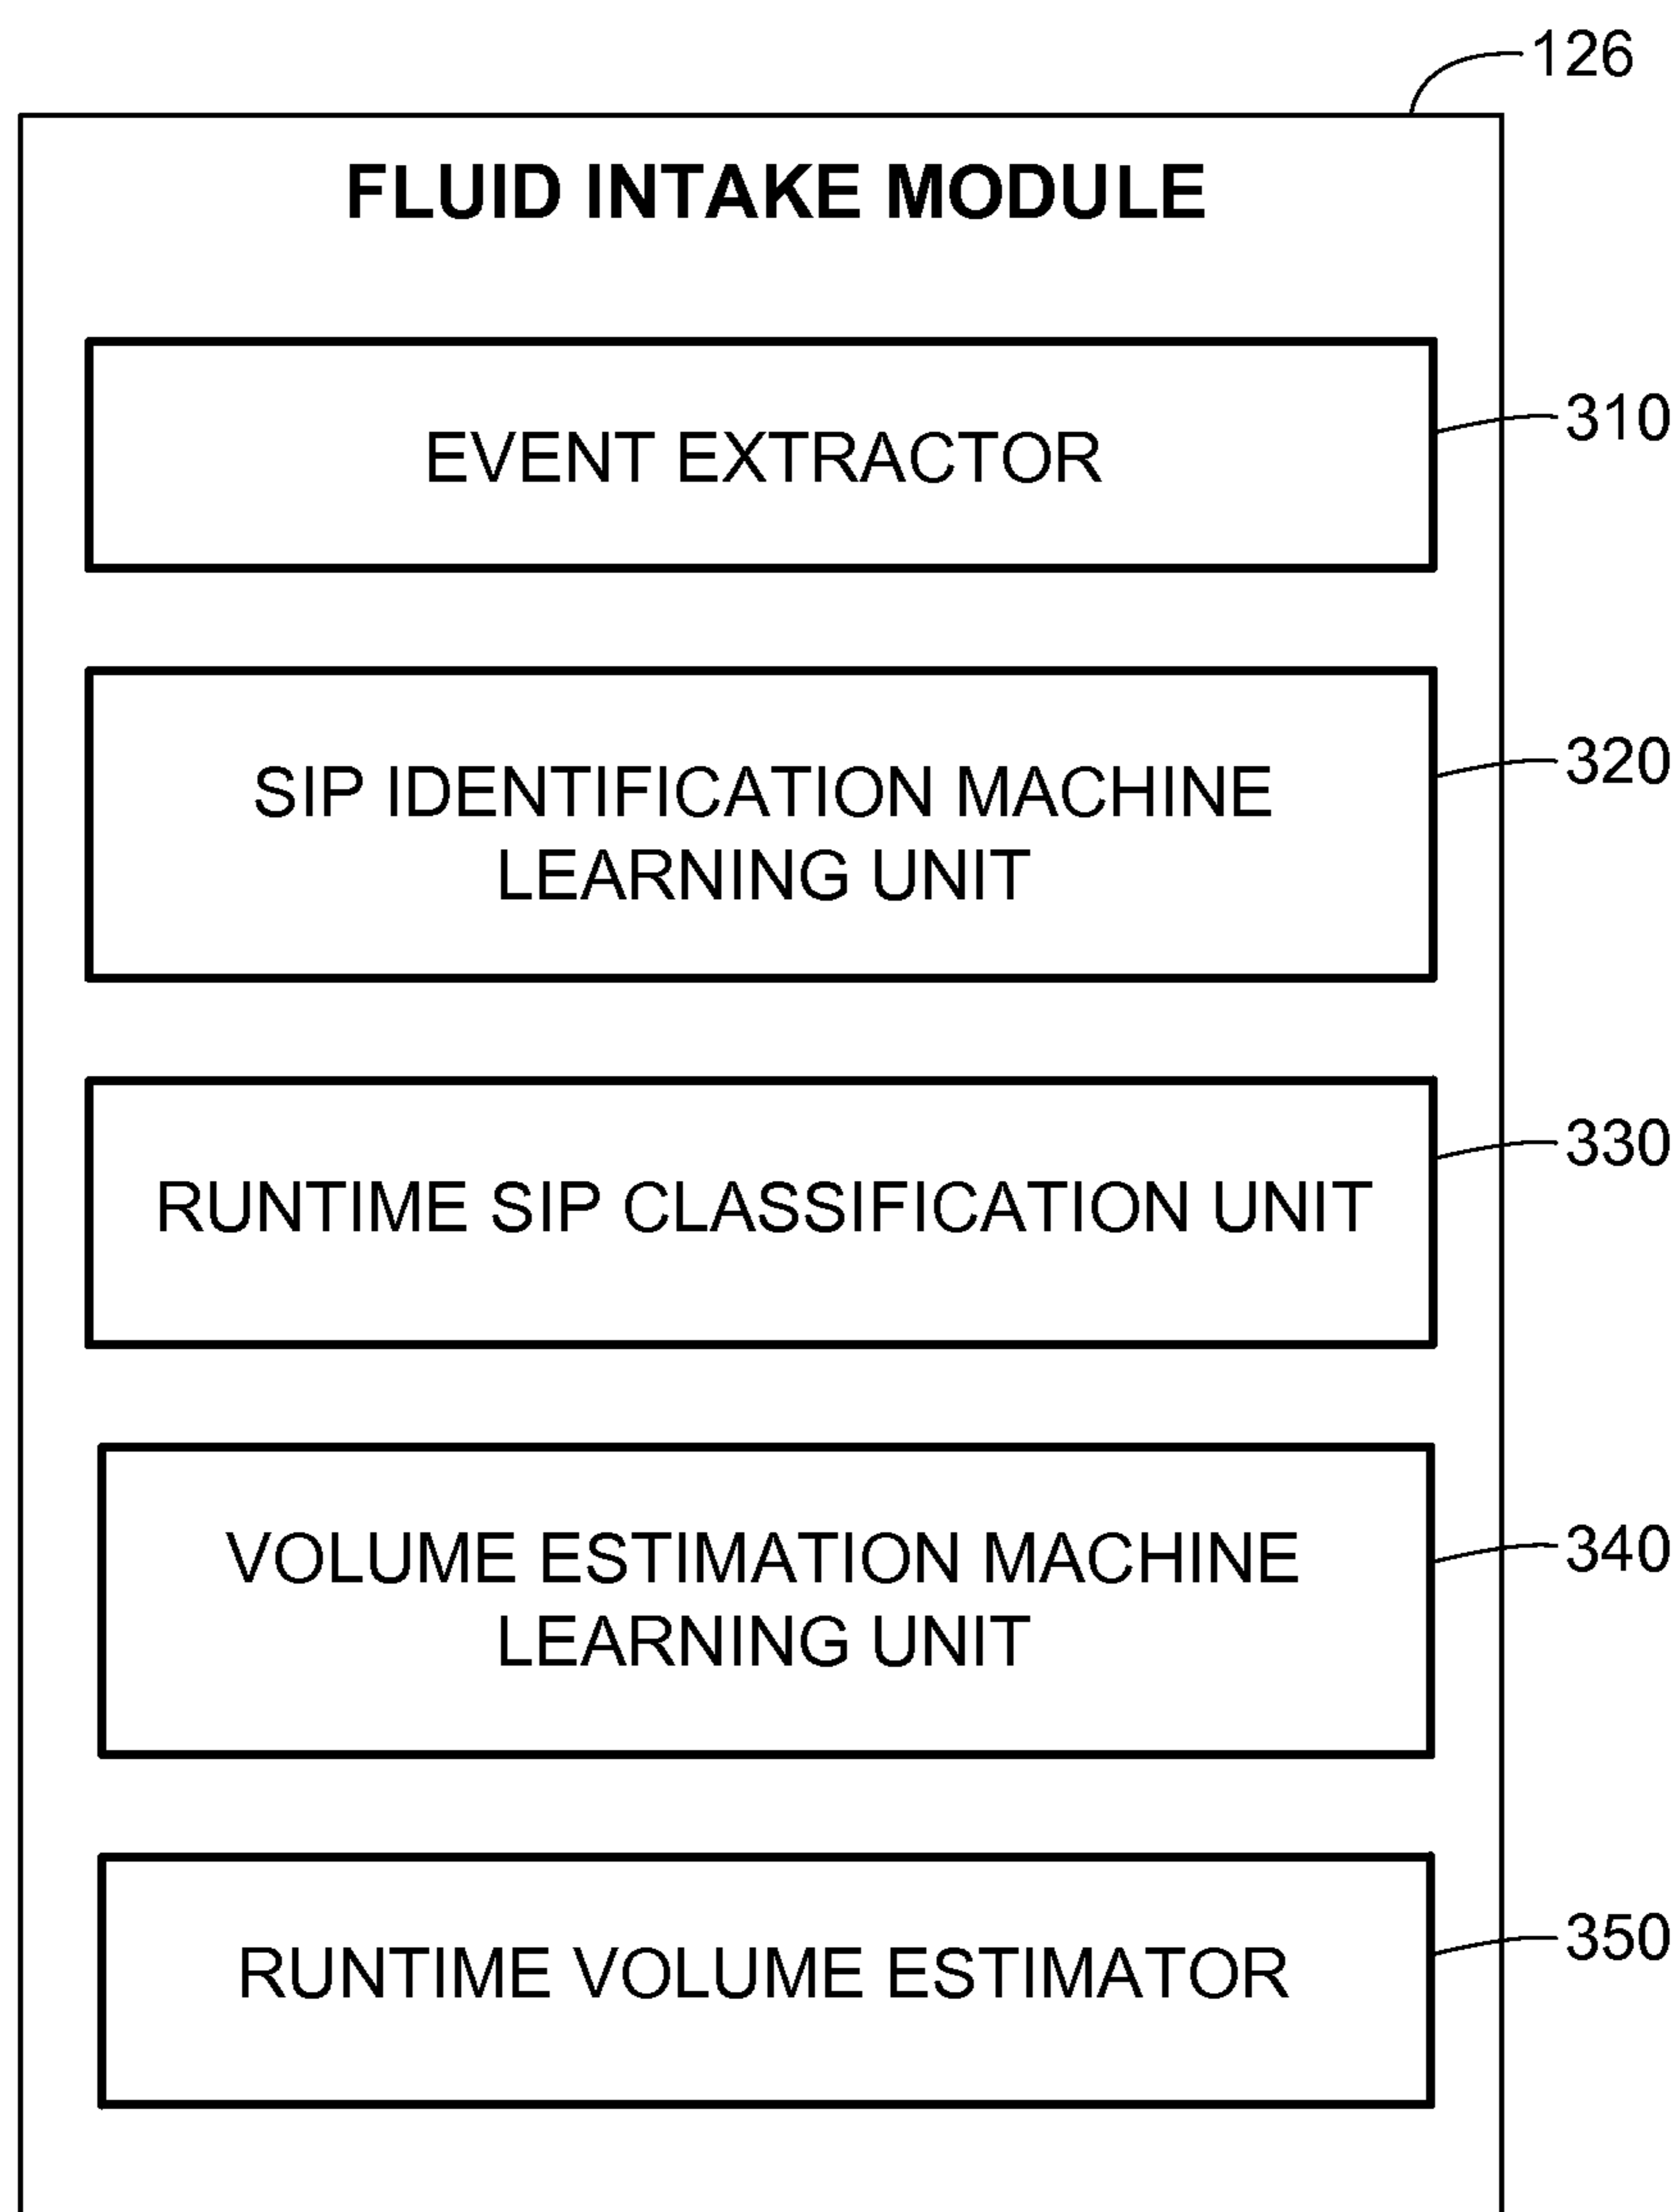 126
FLUID INTAKE MODULE
EVENT EXTRACTOR
310
SIP IDENTIFICATION MACHINE
LEARNING UNIT
320
RUNTIME SIP CLASSIFICATION UNIT
330
VOLUME ESTIMATION MACHINE
LEARNING UNIT
340
RUNTIME VOLUME ESTIMATOR
350